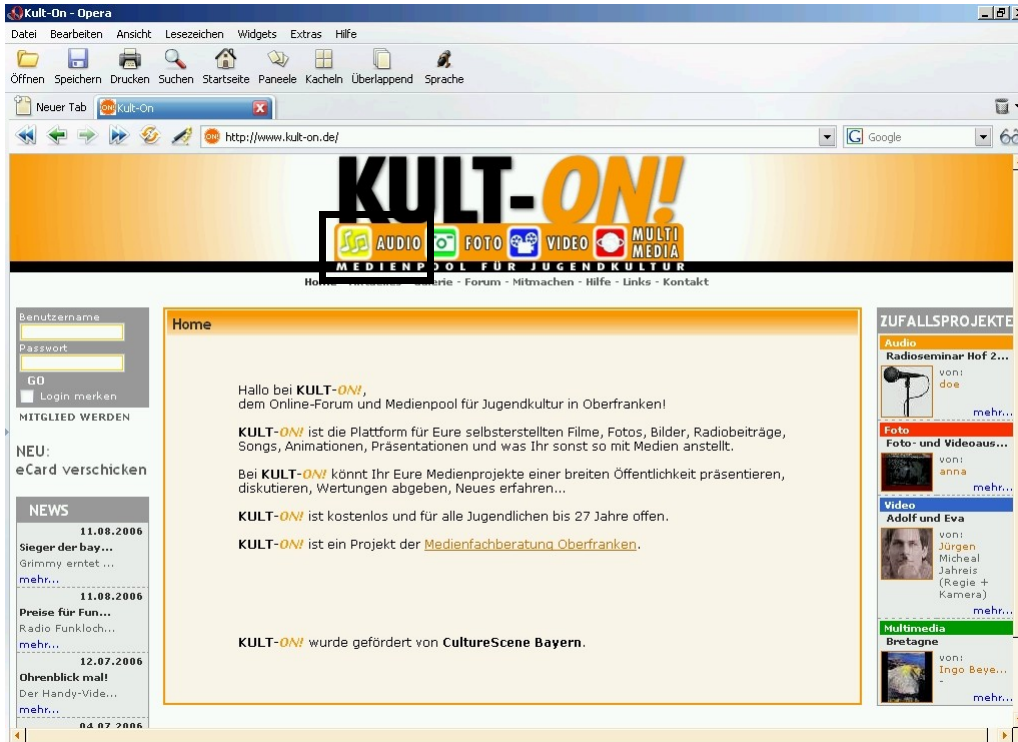 Kult-On - Opera
Datei Bearbeiten Ansicht Lesezeichen Widgets Extras Hilfe
Öffnen Speichern Drucken Suchen Startseite Paneele Kacheln Überlappend Sprache
Neuer Tab Kult-On
http://www.kult-on.de/ Google
KULT-ON!
AUDIO FOTO VIDEO MULTI MEDIA
MEDIENPOOL FÜR JUGENDKULTUR
- Forum - Mitmachen - Hilfe - Links - Kontakt
Benutzername
Passwort
GO
Login merken
MITGLIED WERDEN
NEU:
eCard verschicken
NEWS
11.08.2006
Sieger der bay...
Grimmy erntet ...
mehr...
11.08.2006
Preise für Fun...
Radio Funkloch...
mehr...
12.07.2006
Ohrenblick mal!
Der Handy-Vide...
mehr...
04.07.2006
Home
Hallo bei KULT-ON!,
dem Online-Forum und Medienpool für Jugendkultur in Oberfranken!
KULT-ON! ist die Plattform für Eure selbsterstellten Filme, Fotos, Bilder, Radiobeiträge,
Songs, Animationen, Präsentationen und was Ihr sonst so mit Medien anstellt.
Bei KULT-ON! könnt Ihr Eure Medienprojekte einer breiten Öffentlichkeit präsentieren,
diskutieren, Wertungen abgeben, Neues erfahren...
KULT-ON! ist kostenlos und für alle Jugendlichen bis 27 Jahre offen.
KULT-ON! ist ein Projekt der Medienfachberatung Oberfranken.
KULT-ON! wurde gefördert von CultureScene Bayern.
ZUFALLSPROJEKTE
Audio
Radioseminar Hof 2...
von:
doe
mehr...
Foto
Foto- und Videoaus...
von:
anna
mehr...
Video
Adolf und Eva
von:
Jürgen
Micheal
Jahreis
(Regie +
Kamera)
mehr...
Multimedia
Bretagne
von:
Ingo Beye...
-
mehr...